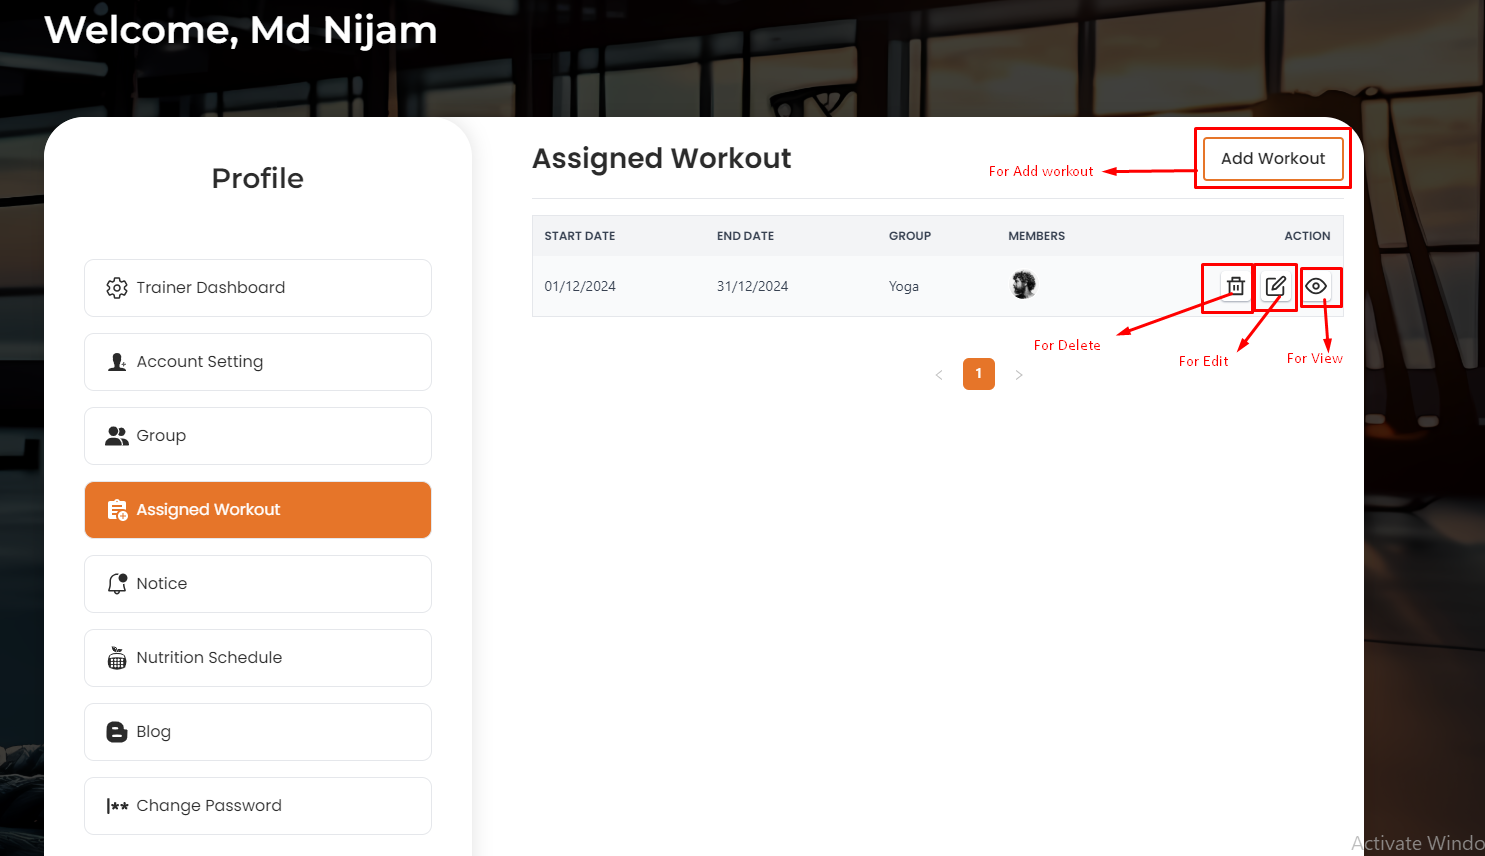 Welcome, Md Nijam
Profile
Trainer Dashboard
Account Setting
Group
Assigned Workout
Notice
Nutrition Schedule
Blog
Change Password
Assigned Workout
For Add workout
Add Workout
START DATE END DATE GROUP MEMBERS ACTION
01/12/2024 31/12/2024 Yoga
For Delete
For Edit
For View
< 1 >
Activate Windo